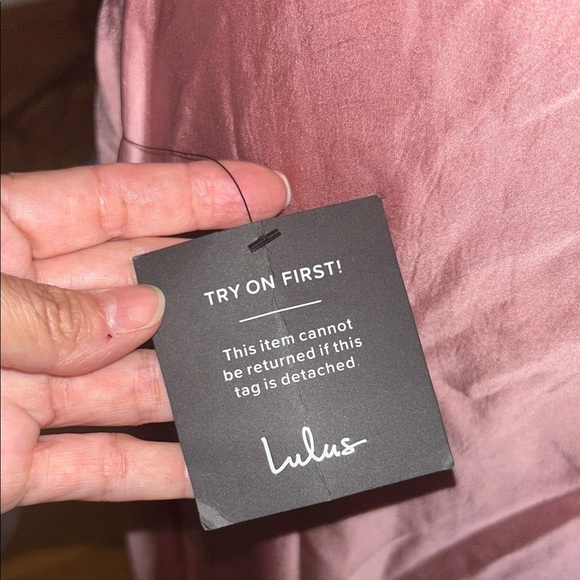 TRY ON FIRST!
This item cannot
be returned if this
tag is detached.
Lulus